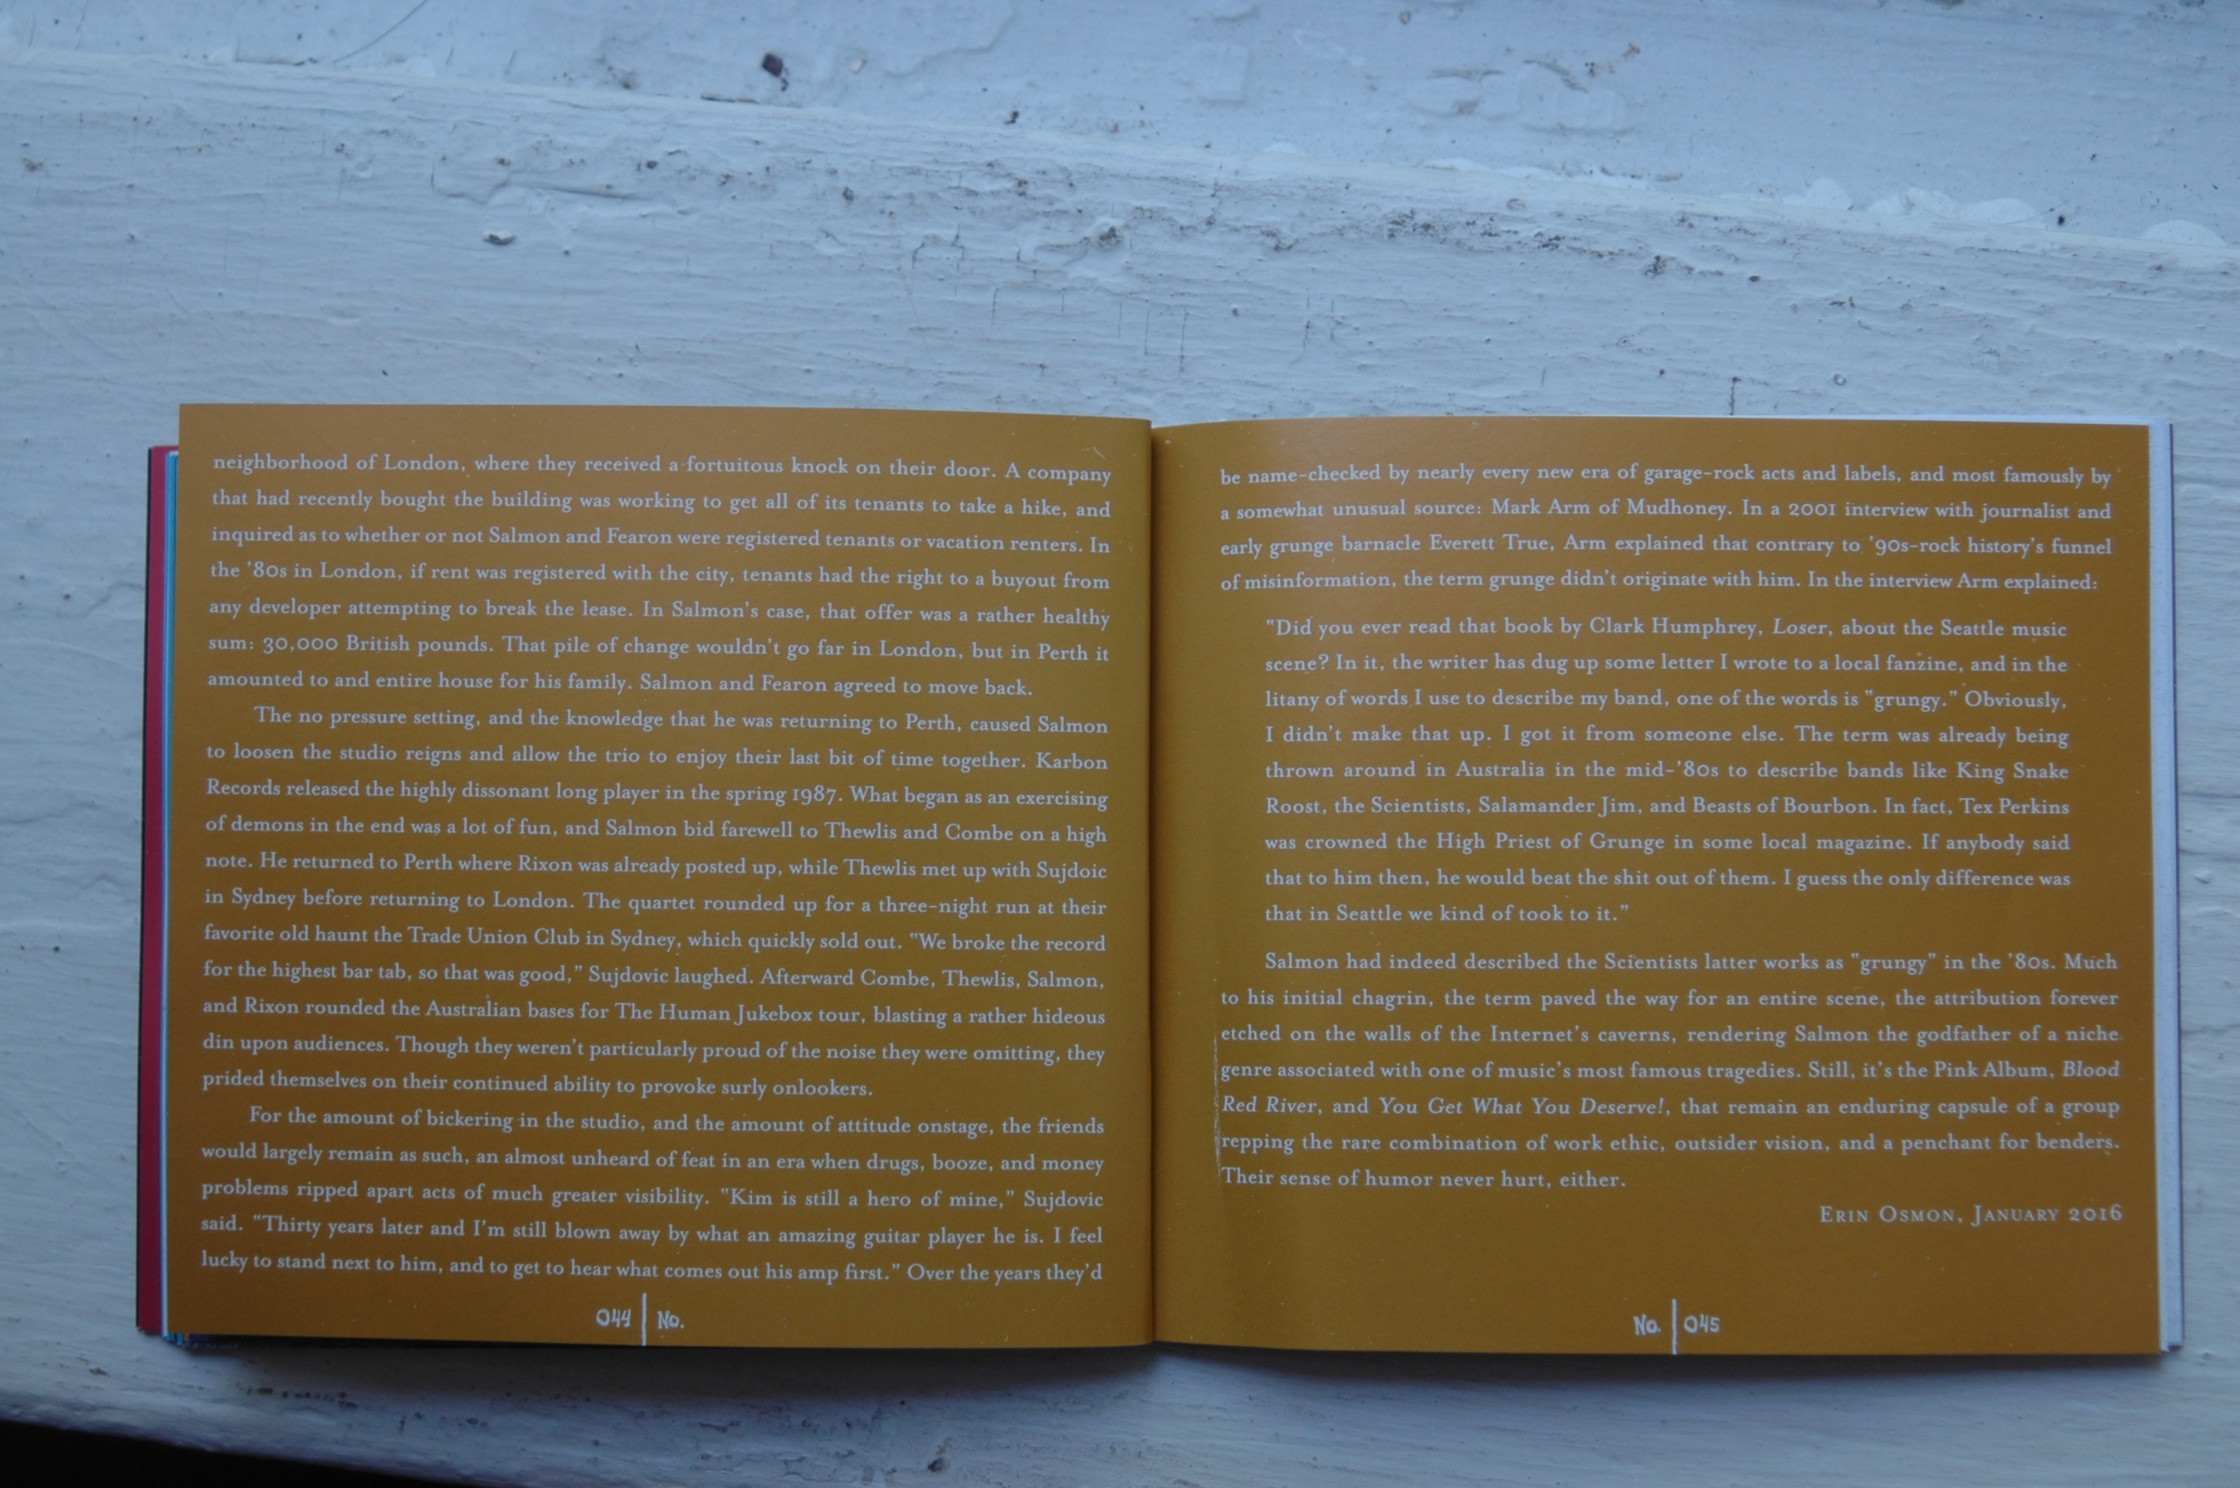 neighborhood of London, where they received a fortuitous knock on their door. A company
that had recently bought the building was working to get all of its tenants to take a hike, and
inquired as to whether or not Salmon and Fearon were registered tenants or vacation renters. In
the '80s in London, if rent was registered with the city, tenants had the right to a buyout from
any developer attempting to break the lease. In Salmon's case, that offer was a rather healthy
sum: 30,000 British pounds. That pile of change wouldn't go far in London, but in Perth it
amounted to and entire house for his family. Salmon and Fearon agreed to move back.
The no pressure setting, and the knowledge that he was returning to Perth, caused Salmon
to loosen the studio reigns and allow the trio to enjoy their last bit of time together. Karbon
Records released the highly dissonant long player in the spring 1987. What began as an exercising
of demons in the end was a lot of fun, and Salmon bid farewell to Thewlis and Combe on a high
note. He returned to Perth where Rixon was already posted up, while Thewlis met up with Sujdoic
in Sydney before returning to London. The quartet rounded up for a three-night run at their
favorite old haunt the Trade Union Club in Sydney, which quickly sold out. "We broke the record
for the highest bar tab, so that was good," Sujdovic laughed. Afterward Combe, Thewlis, Salmon,
and Rixon rounded the Australian bases for The Human Jukebox tour, blasting a rather hideous
din upon audiences. Though they weren't particularly proud of the noise they were omitting, they
prided themselves on their continued ability to provoke surly onlookers.
For the amount of bickering in the studio, and the amount of attitude onstage, the friends
would largely remain as such, an almost unheard of feat in an era when drugs, booze, and money
problems ripped apart acts of much greater visibility. "Kim is still a hero of mine," Sujdovic
said. "Thirty years later and I'm still blown away by what an amazing guitar player he is. I feel
lucky to stand next to him, and to get to hear what comes out his amp first." Over the years they'd
044 | No.
be name-checked by nearly every new era of garage-rock acts and labels, and most famously by
a somewhat unusual source: Mark Arm of Mudhoney. In a 2001 interview with journalist and
early grunge barnacle Everett True, Arm explained that contrary to '90s-rock history's funnel
of misinformation, the term grunge didn't originate with him. In the interview Arm explained:
"Did you ever read that book by Clark Humphrey, Loser, about the Seattle music
scene? In it, the writer has dug up some letter I wrote to a local fanzine, and in the
litany of words I use to describe my band, one of the words is "grungy." Obviously,
I didn't make that up. I got it from someone else. The term was already being
thrown around in Australia in the mid-'80s to describe bands like King Snake
Roost, the Scientists, Salamander Jim, and Beasts of Bourbon. In fact, Tex Perkins
was crowned the High Priest of Grunge in some local magazine. If anybody said
that to him then, he would beat the shit out of them. I guess the only difference was
that in Seattle we kind of took to it."
Salmon had indeed described the Scientists latter works as "grungy" in the '80s. Much
to his initial chagrin, the term paved the way for an entire scene, the attribution forever
etched on the walls of the Internet's caverns, rendering Salmon the godfather of a niche
genre associated with one of music's most famous tragedies. Still, it's the Pink Album, Blood
Red River, and You Get What You Deserve!, that remain an enduring capsule of a group
repping the rare combination of work ethic, outsider vision, and a penchant for benders.
Their sense of humor never hurt, either.
Erin Osmon, January 2016
No. | 045